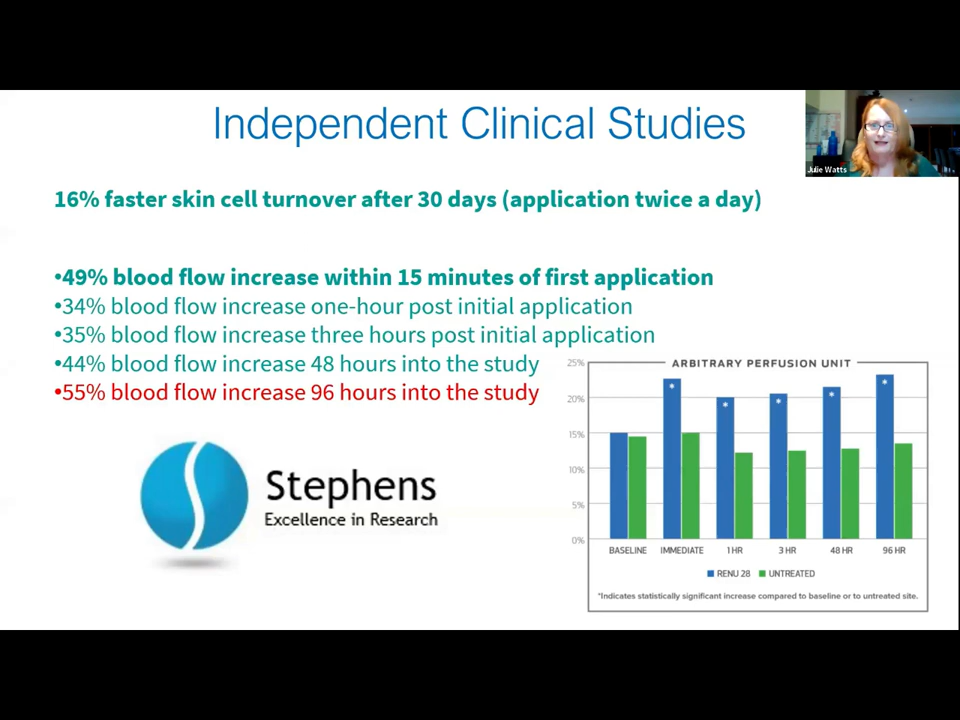 Independent Clinical Studies
Julie Watts
16% faster skin cell turnover after 30 days (application twice a day)
•49% blood flow increase within 15 minutes of first application
•34% blood flow increase one-hour post initial application
•35% blood flow increase three hours post initial application
•44% blood flow increase 48 hours into the study
•55% blood flow increase 96 hours into the study
Stephens
Excellence in Research
ARBITRARY PERFUSION UNIT
25%
20%
15%
10%
5%
0%
* * * * *
BASELINE IMMEDIATE 1 HR 3 HR 48 HR 96 HR
RENU 28 UNTREATED
*Indicates statistically significant increase compared to baseline or to untreated site.